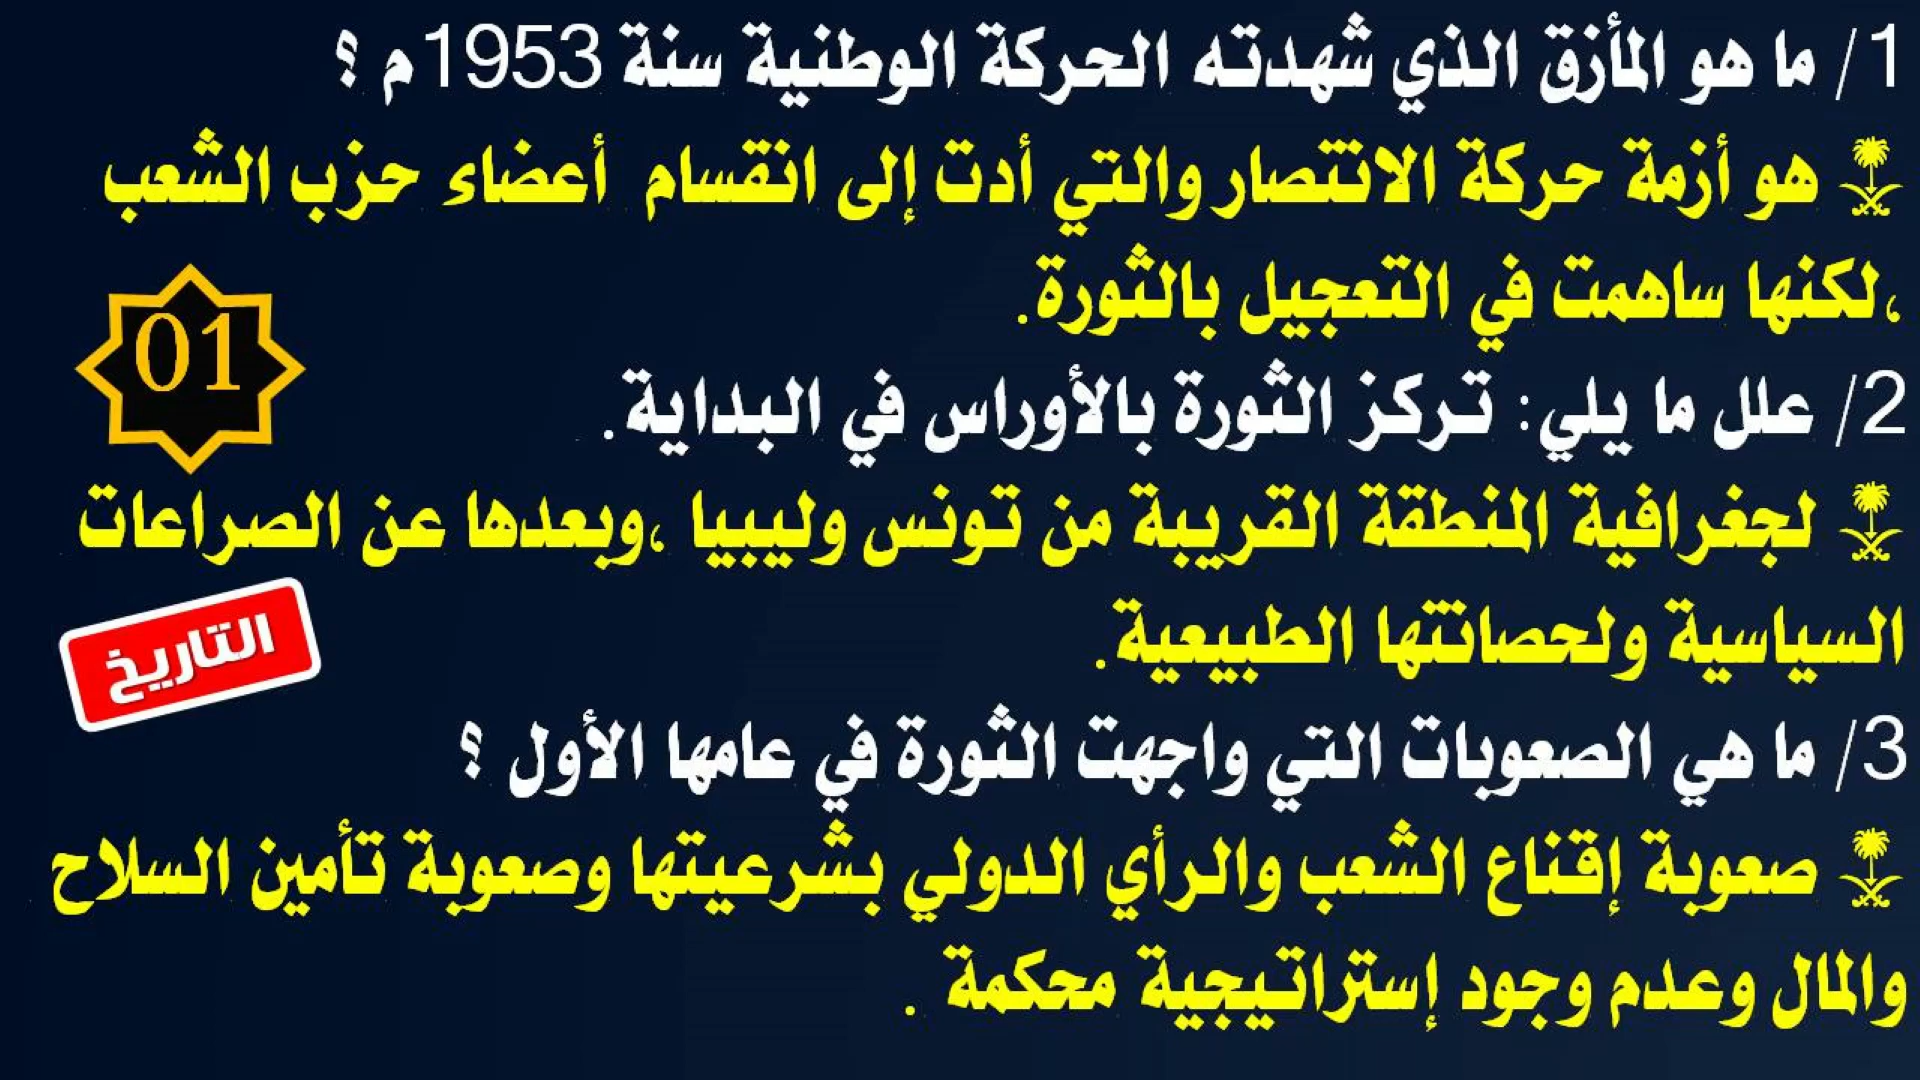 1/ ما هو المأزق الذي شهدته الحركة الوطنية سنة 1953م ؟
هو أزمة حركة الانتصار والتي أدت إلى انقسام أعضاء حزب الشعب
،لكنها ساهمت في التعجيل بالثورة.
01
2/ علل ما يلي: تركز الثورة بالأوراس في البداية.
لجغرافية المنطقة القريبة من تونس وليبيا ،وبعدها عن الصراعات
السياسية ولحصانتها الطبيعية.
التاريخ
3/ ما هي الصعوبات التي واجهت الثورة في عامها الأول ؟
صعوبة إقناع الشعب والرأي الدولي بشرعيتها وصعوبة تأمين السلاح
والمال وعدم وجود إستراتيجية محكمة .